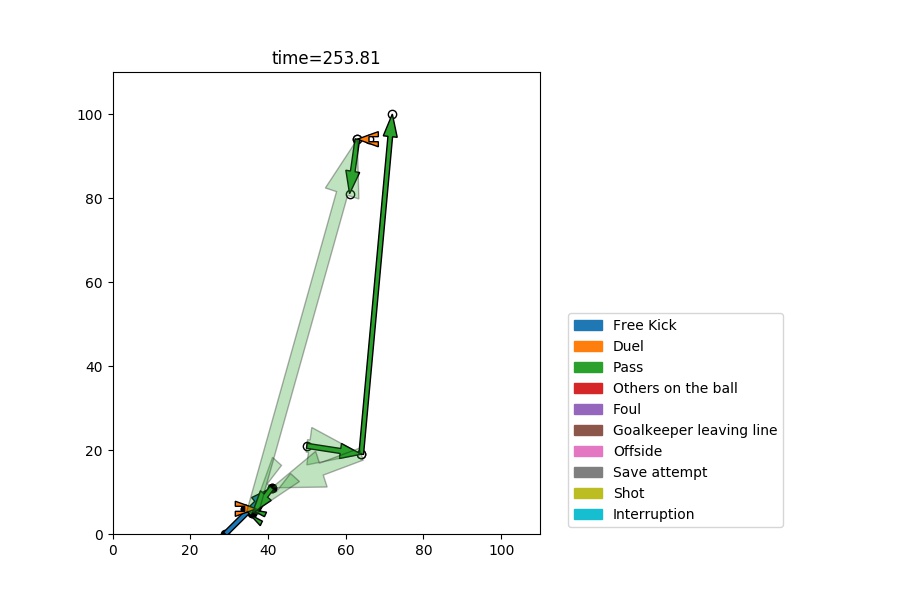 time=253.81
100
80
60
40
20
0
0 20 40 60 80 100
Free Kick
Duel
Pass
Others on the ball
Foul
Goalkeeper leaving line
Offside
Save attempt
Shot
Interruption